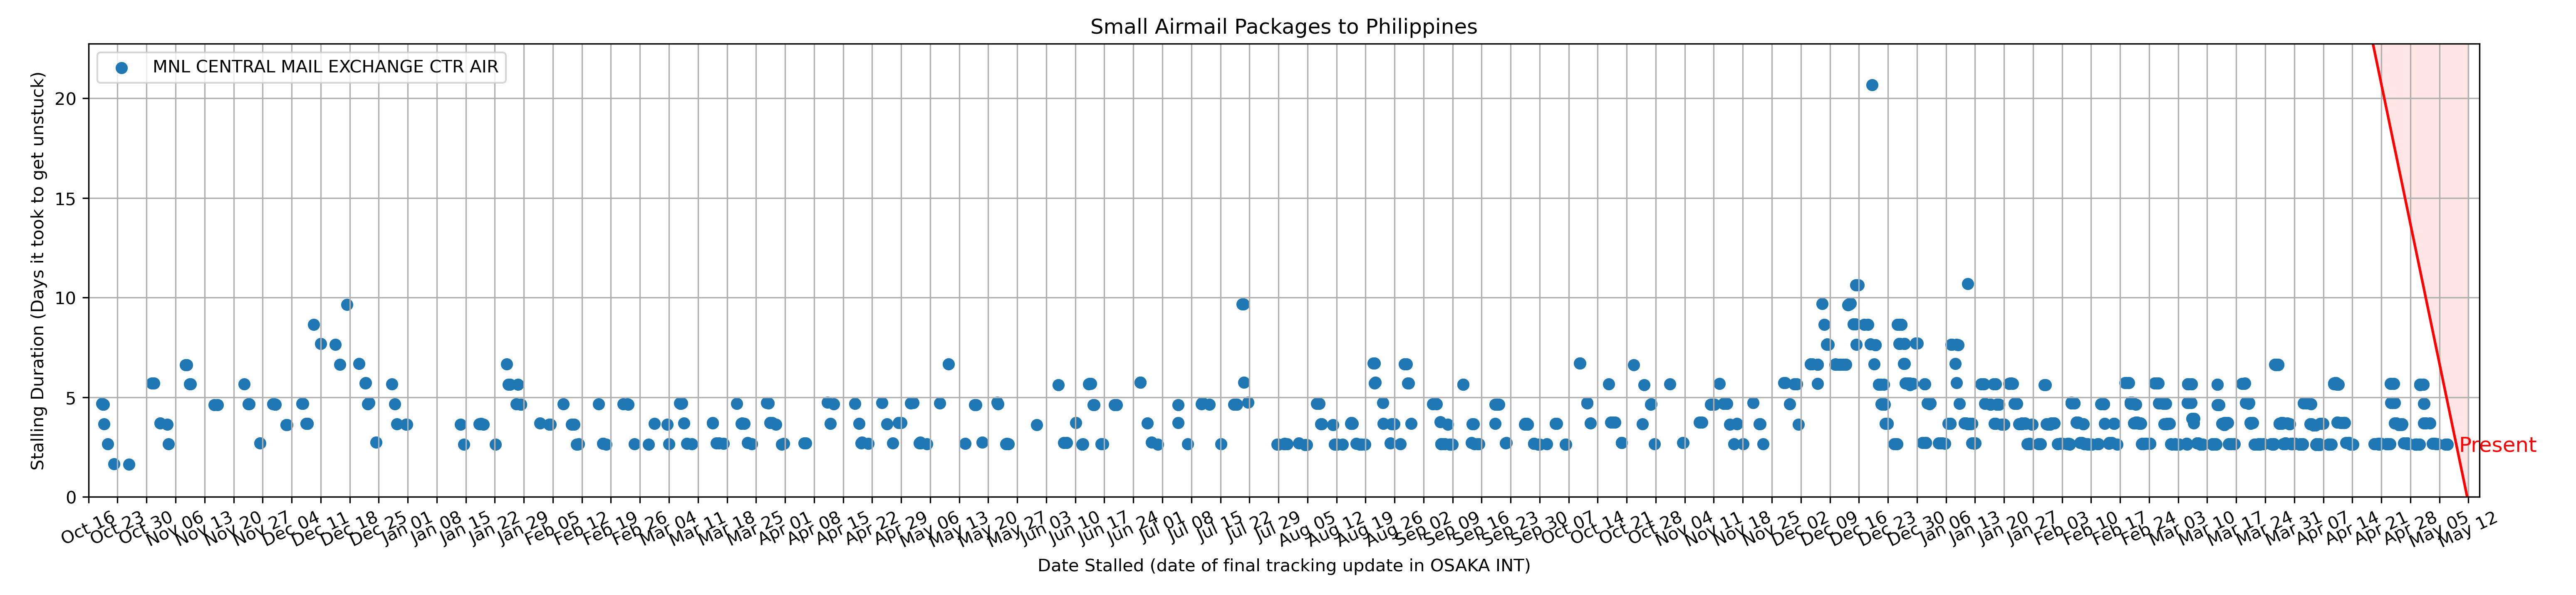 Small Airmail Packages to Philippines
MNL CENTRAL MAIL EXCHANGE CTR AIR
Stalling Duration (Days it took to get unstuck)
20
15
10
5
0
Present
Oct 16
Oct 23
Oct 30
Nov 06
Nov 13
Nov 20
Nov 27
Dec 04
Dec 11
Dec 18
Dec 25
Jan 01
Jan 08
Jan 15
Jan 22
Jan 29
Feb 05
Feb 12
Feb 19
Feb 26
Mar 04
Mar 11
Mar 18
Mar 25
Apr 01
Apr 08
Apr 15
Apr 22
Apr 29
May 06
May 13
May 20
May 27
Jun 03
Jun 10
Jun 17
Jun 24
Jul 01
Jul 08
Jul 15
Jul 22
Jul 29
Aug 05
Aug 12
Aug 19
Aug 26
Sep 02
Sep 09
Sep 16
Sep 23
Sep 30
Oct 07
Oct 14
Oct 21
Oct 28
Nov 04
Nov 11
Nov 18
Nov 25
Dec 02
Dec 09
Dec 16
Dec 23
Dec 30
Jan 06
Jan 13
Jan 20
Jan 27
Feb 03
Feb 10
Feb 17
Feb 24
Mar 03
Mar 10
Mar 17
Mar 24
Mar 31
Apr 07
Apr 14
Apr 21
Apr 28
May 05
May 12
Date Stalled (date of final tracking update in OSAKA INT)